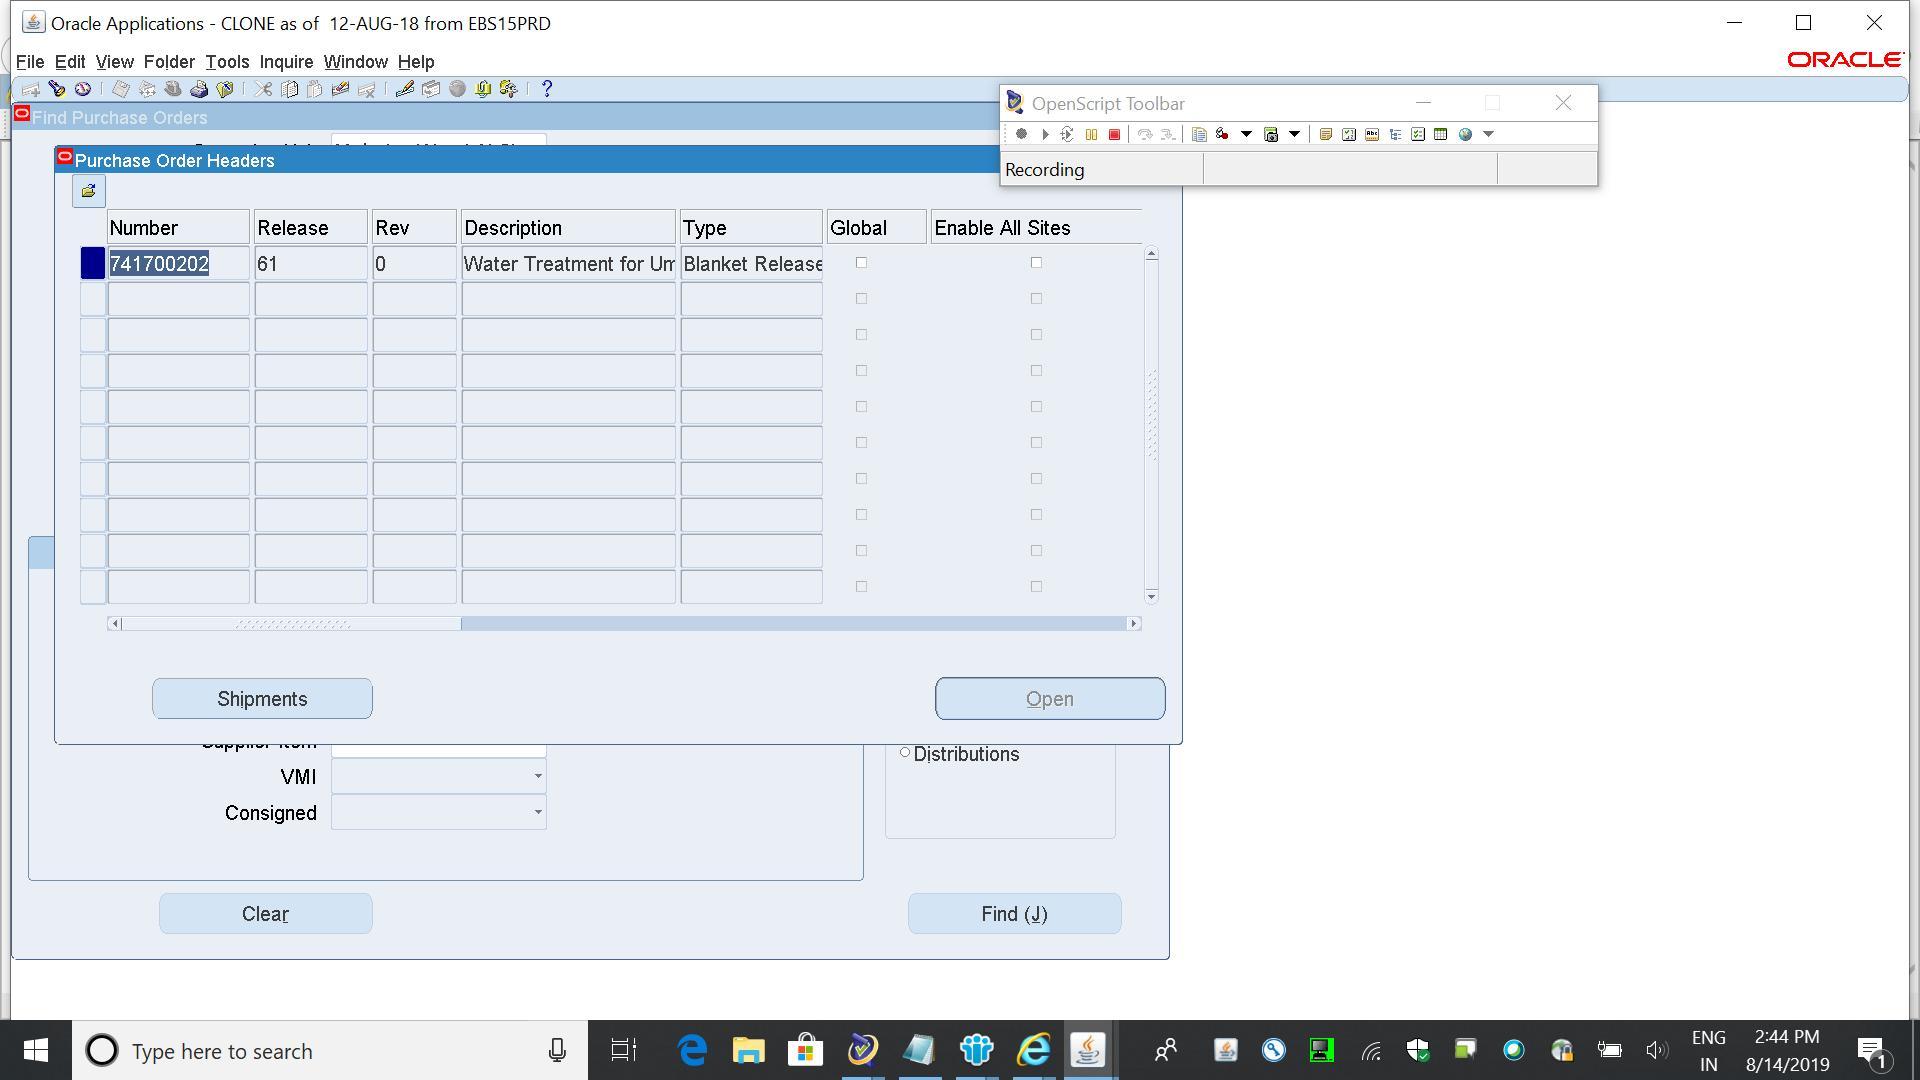 Oracle Applications - CLONE as of 12-AUG-18 from EBS15PRD
File Edit View Folder Tools Inquire Window Help
ORACLE
Find Purchase Orders
OpenScript Toolbar
Recording
Purchase Order Headers
Number Release Rev Description Type Global Enable All Sites
741700202 61 0 Water Treatment for Um Blanket Release
Shipments Open
Supplier Item
Distributions
VMI
Consigned
Clear Find (J)
Type here to search
ENG
IN
2:44 PM
8/14/2019
1